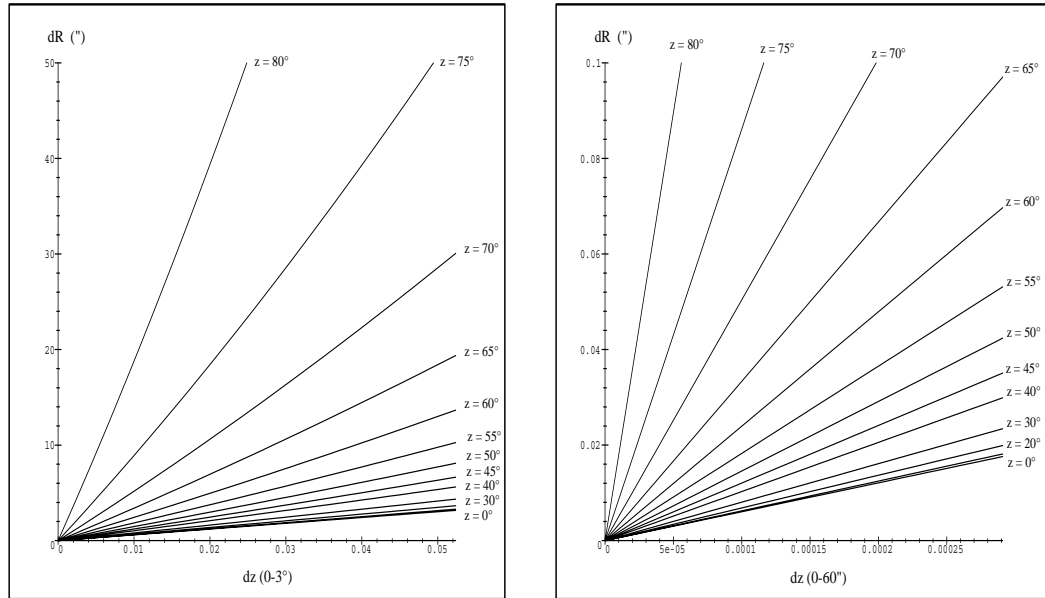 dR (")
50
z = 80°
z = 75°
40
30
z = 70°
20
z = 65°
z = 60°
10
z = 55°
z = 50°
z = 45°
z = 40°
z = 30°
z = 0°
0
0
0.01
0.02
0.03
0.04
0.05
dz (0-3°)
dR (")
0.1
z = 80°
z = 75°
z = 70°
z = 65°
0.08
z = 60°
0.06
z = 55°
z = 50°
0.04
z = 45°
z = 40°
z = 30°
0.02
z = 20°
z = 0°
0
0
5e-05
0.0001
0.00015
0.0002
0.00025
dz (0-60")